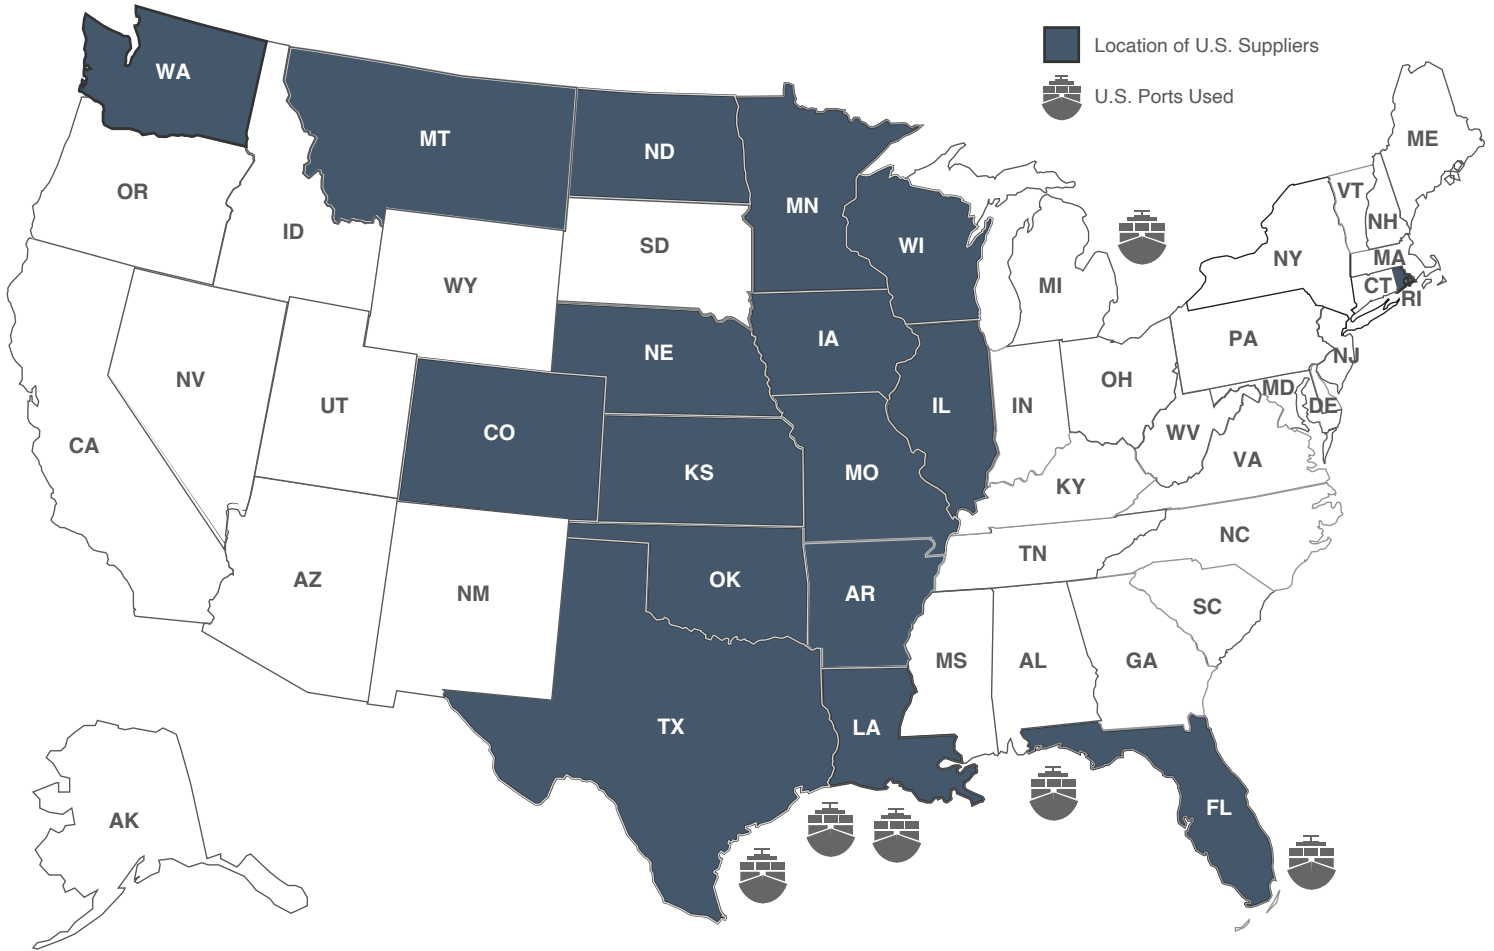 Location of U.S. Suppliers
U.S. Ports Used
WA
MT
ND
MN
ME
OR
ID
SD
WI
VT
NH
WY
MI
NY
MA
CT
RI
NE
IA
PA
NJ
NV
UT
CO
IL
IN
OH
MD
DE
CA
KS
MO
WV
VA
KY
AZ
NM
OK
AR
TN
NC
SC
TX
LA
MS
AL
GA
AK
FL